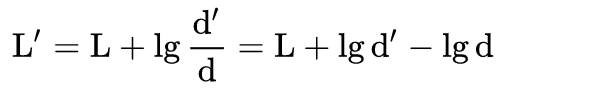 L′ = L + lg d′/d = L + lg d′ − lg d